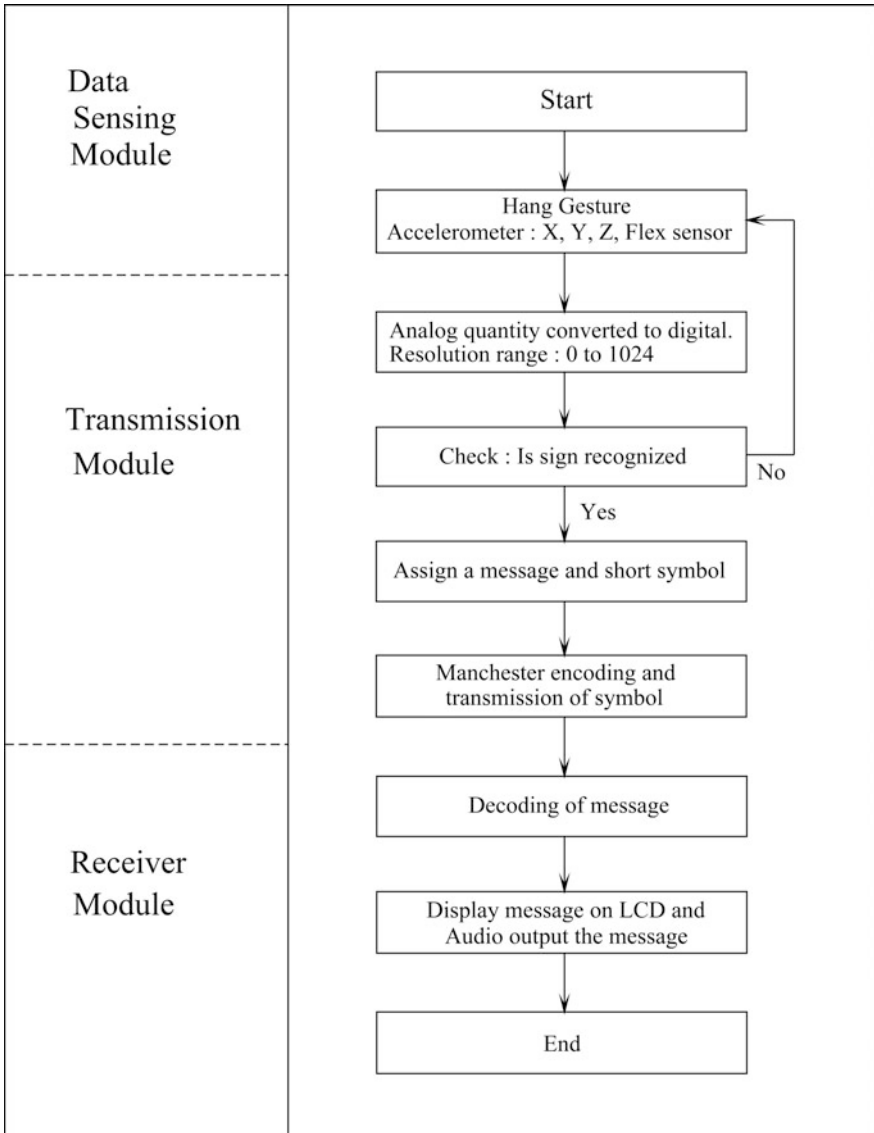 Data
Sensing
Module
Start
Hang Gesture
Accelerometer : X, Y, Z, Flex sensor
Transmission
Module
Analog quantity converted to digital.
Resolution range : 0 to 1024
Check : Is sign recognized
No
Yes
Assign a message and short symbol
Manchester encoding and
transmission of symbol
Receiver
Module
Decoding of message
Display message on LCD and
Audio output the message
End